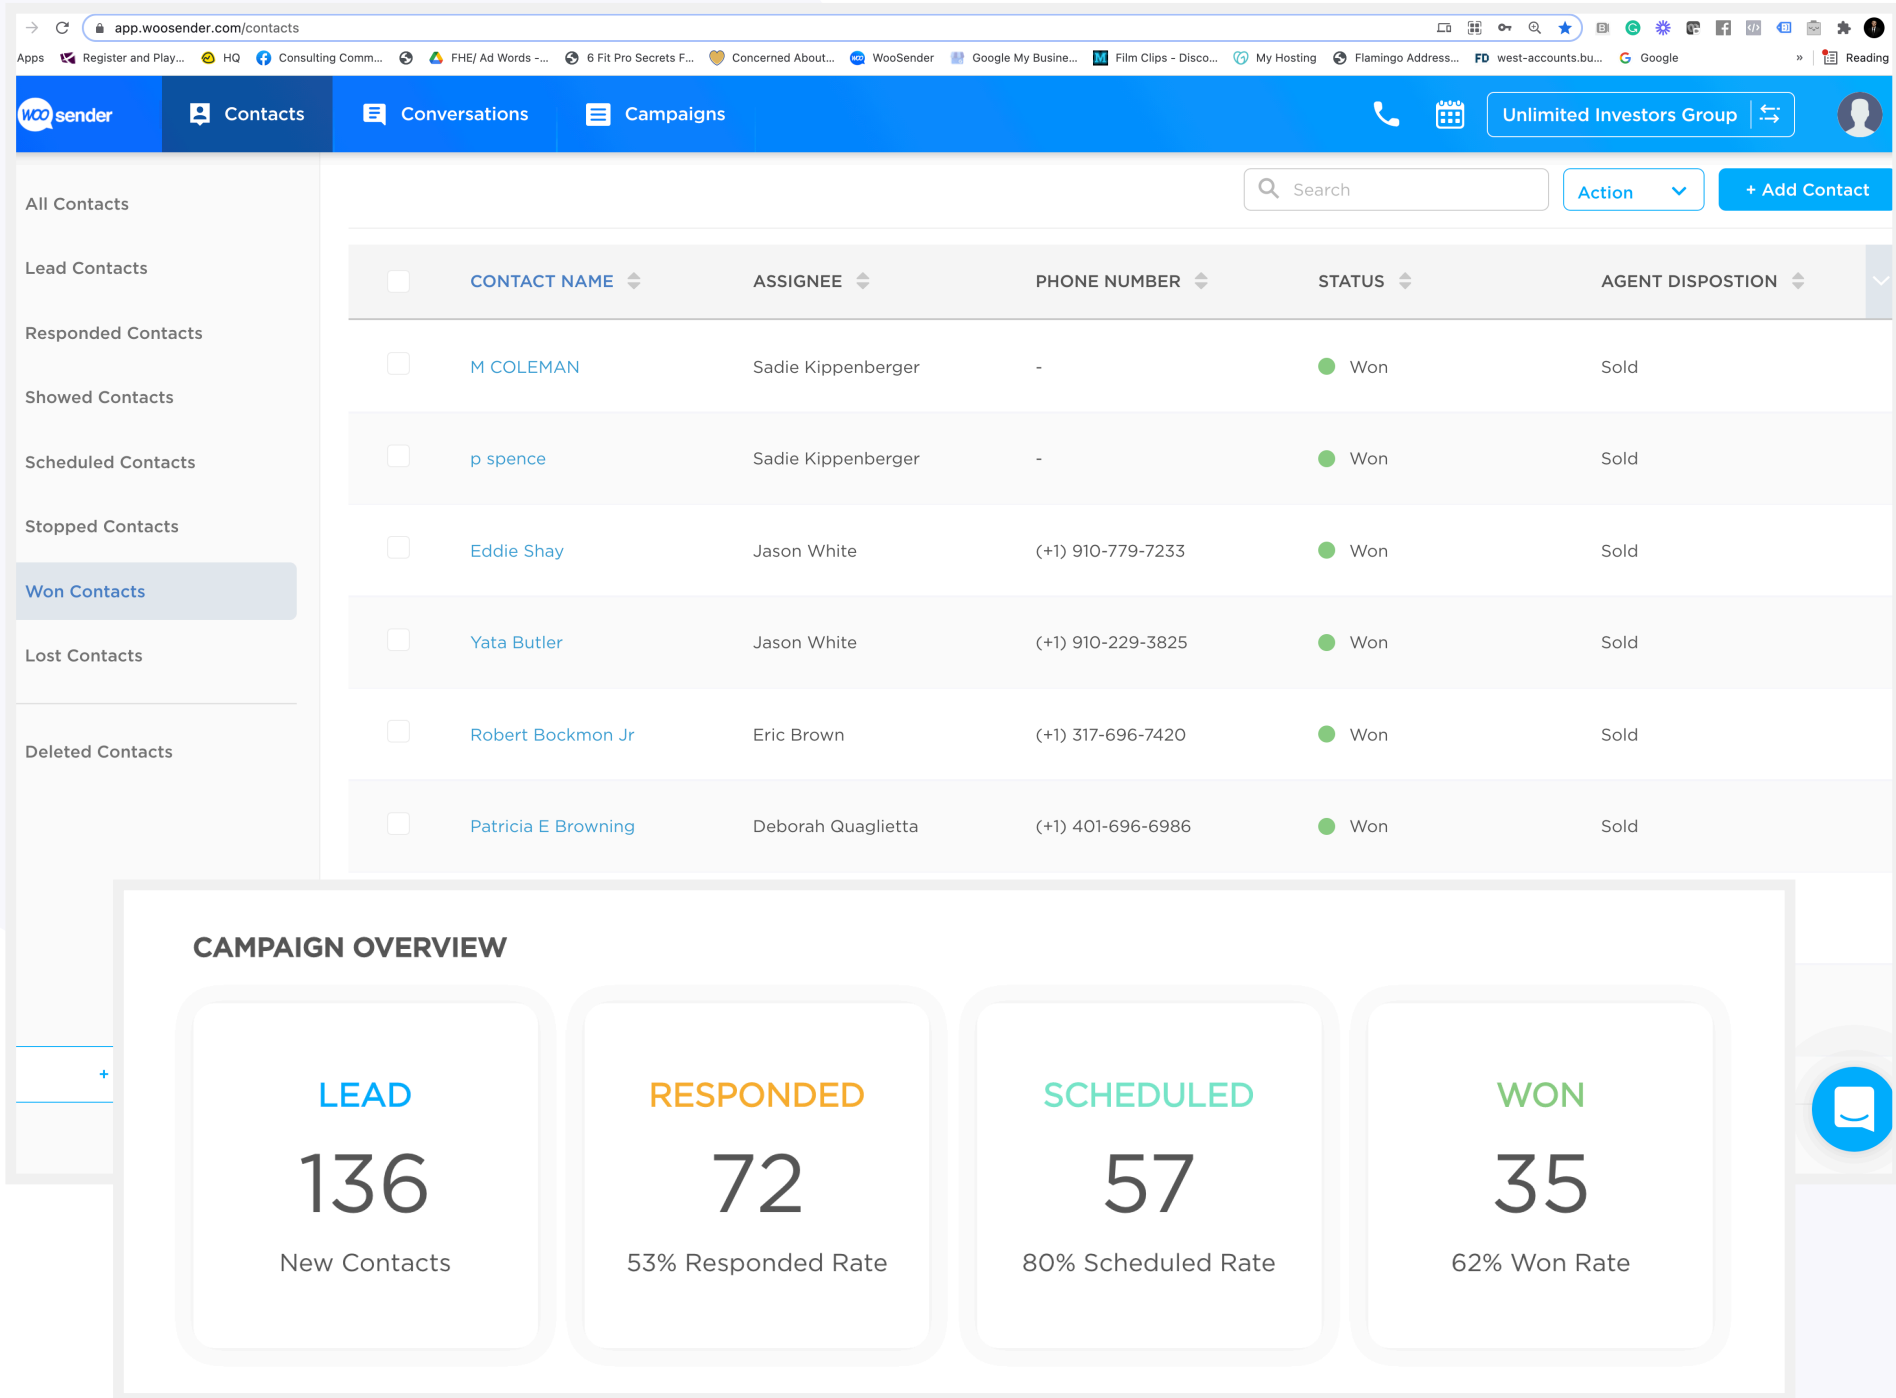 app.woosender.com/contacts
Apps Register and Play... HQ Consulting Comm... FHE/ Ad Words -... 6 Fit Pro Secrets F... Concerned About... WooSender Google My Busine... Film Clips - Disco... My Hosting Flamingo Address... FD west-accounts.bu... Google » Reading
woo sender Contacts Conversations Campaigns Unlimited Investors Group
Search Action + Add Contact
All Contacts
Lead Contacts
Responded Contacts
Showed Contacts
Scheduled Contacts
Stopped Contacts
Won Contacts
Lost Contacts
Deleted Contacts
+
CONTACT NAME ASSIGNEE PHONE NUMBER STATUS AGENT DISPOSTION
M COLEMAN Sadie Kippenberger - Won Sold
p spence Sadie Kippenberger - Won Sold
Eddie Shay Jason White (+1) 910-779-7233 Won Sold
Yata Butler Jason White (+1) 910-229-3825 Won Sold
Robert Bockmon Jr Eric Brown (+1) 317-696-7420 Won Sold
Patricia E Browning Deborah Quaglietta (+1) 401-696-6986 Won Sold
CAMPAIGN OVERVIEW
LEAD RESPONDED SCHEDULED WON
136 72 57 35
New Contacts 53% Responded Rate 80% Scheduled Rate 62% Won Rate